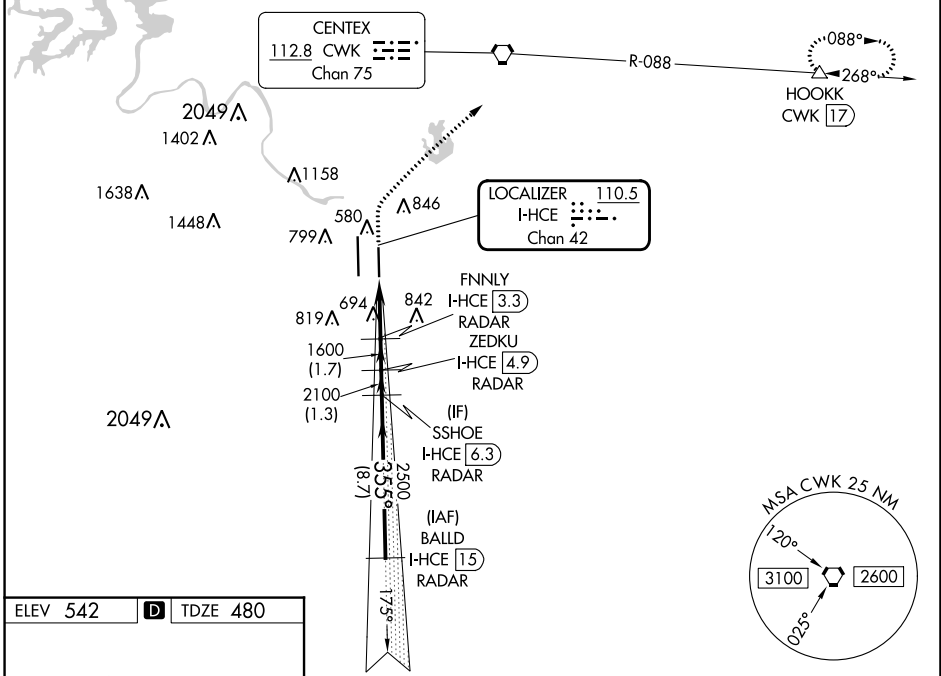 CENTEX
112.8 CWK
Chan 75
R-088
088°
268°
HOOKK
CWK 17
2049
1402
1158
1638
1448
799
580
846
LOCALIZER 110.5
I-HCE
Chan 42
FNNLY
I-HCE 3.3
RADAR
819
694
842
ZEDKU
I-HCE 4.9
RADAR
1600
(1.7)
2100
(1.3)
2049
(IF)
SSHOE
I-HCE 6.3
RADAR
2500
355°
(8.7)
(IAF)
BALLD
I-HCE 15
RADAR
175°
MSA CWK 25 NM
120°
3100
2600
025°
ELEV 542 D TDZE 480